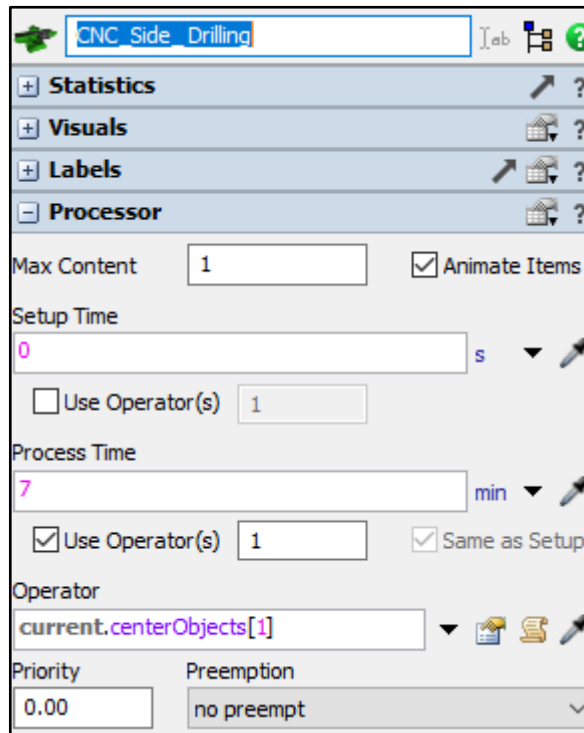 CNC_Side_Drilling
Statistics ?
Visuals ?
Labels ?
Processor ?
Max Content 1 Animate Items
Setup Time
0 s
Use Operator(s) 1
Process Time
7 min
Use Operator(s) 1 Same as Setup
Operator
current.centerObjects[1]
Priority Preemption
0.00 no preempt